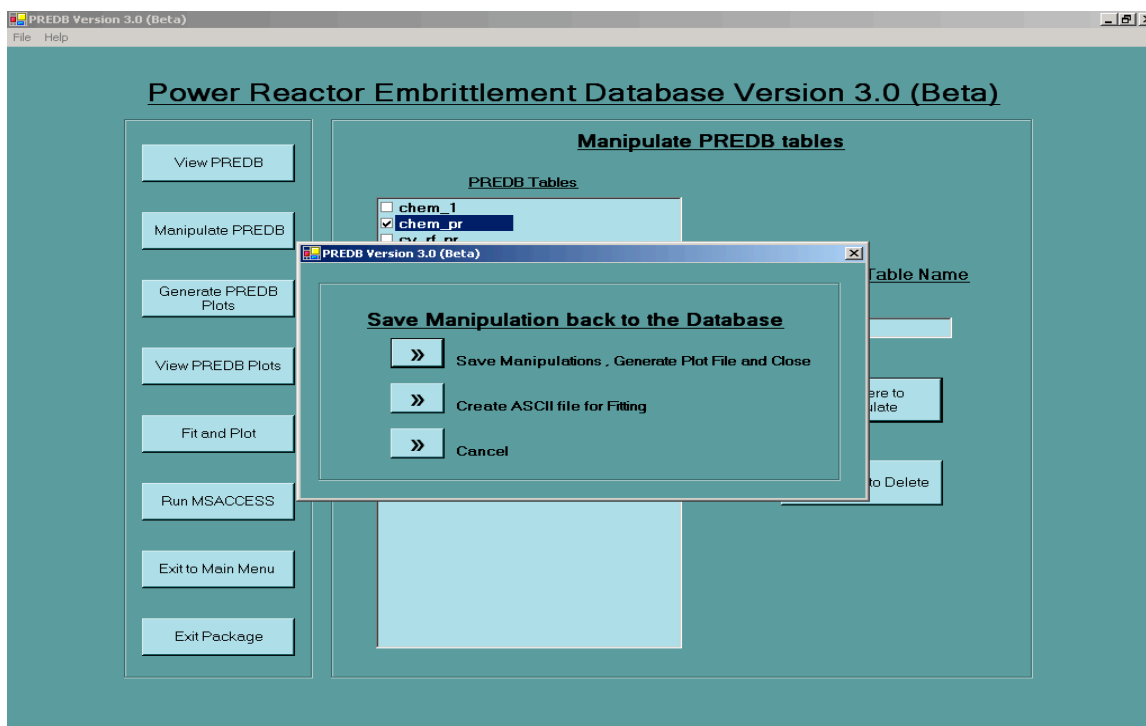 PREDB Version 3.0 (Beta)
File Help
Power Reactor Embrittlement Database Version 3.0 (Beta)
View PREDB
Manipulate PREDB
Generate PREDB
Plots
View PREDB Plots
Fit and Plot
Run MSACCESS
Exit to Main Menu
Exit Package
Manipulate PREDB tables
PREDB Tables
chem_1
chem_pr
cv_rf_pr
Table Name
to Delete
PREDB Version 3.0 (Beta)
Save Manipulation back to the Database
» Save Manipulations , Generate Plot File and Close
» Create ASCII file for Fitting
» Cancel